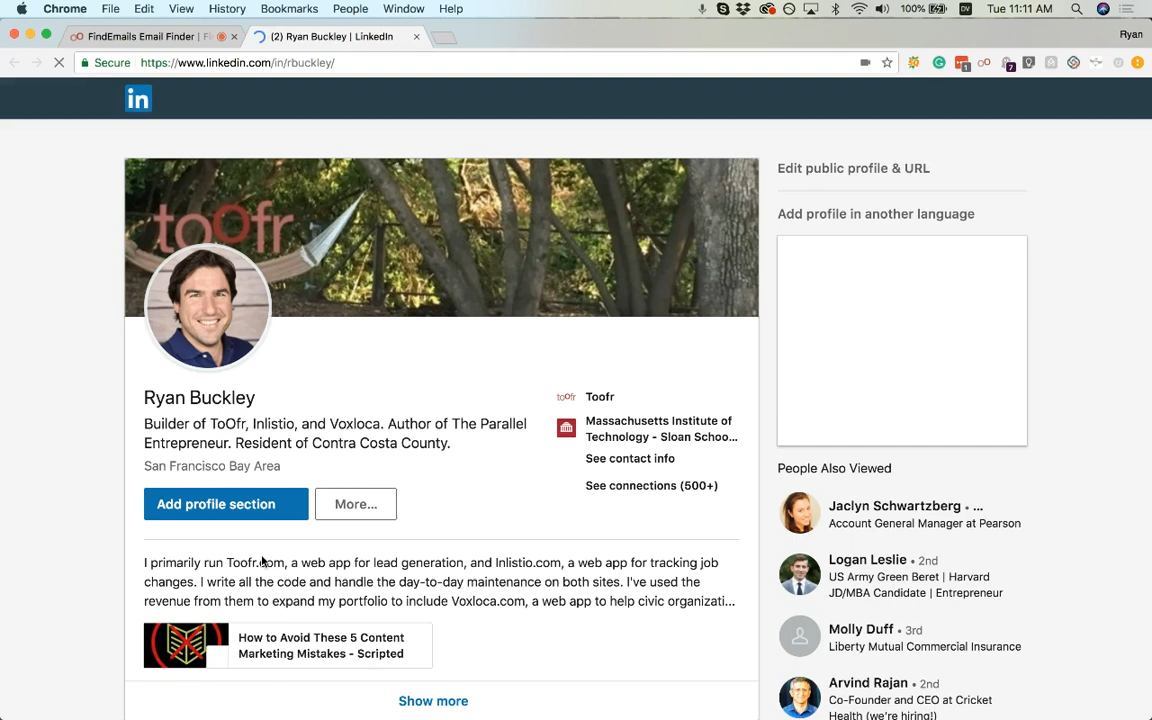 Chrome File Edit View History Bookmarks People Window Help 100% Tue 11:11 AM
FindEmails Email Finder | F
(2) Ryan Buckley | LinkedIn
Ryan
Secure https://www.linkedin.com/in/rbuckley/
1
7
in
Edit public profile & URL
Add profile in another language
toofr
Ryan Buckley
Builder of ToOfr, Inlistio, and Voxloca. Author of The Parallel
Entrepreneur. Resident of Contra Costa County.
San Francisco Bay Area
Add profile section
More...
toofr Toofr
Massachusetts Institute of
Technology - Sloan Schoo...
See contact info
See connections (500+)
I primarily run Toofr.com, a web app for lead generation, and Inlistio.com, a web app for tracking job
changes. I write all the code and handle the day-to-day maintenance on both sites. I've used the
revenue from them to expand my portfolio to include Voxloca.com, a web app to help civic organizati...
How to Avoid These 5 Content
Marketing Mistakes - Scripted
Show more
People Also Viewed
Jaclyn Schwartzberg • ...
Account General Manager at Pearson
Logan Leslie • 2nd
US Army Green Beret | Harvard
JD/MBA Candidate | Entrepreneur
Molly Duff • 3rd
Liberty Mutual Commercial Insurance
Arvind Rajan • 2nd
Co-Founder and CEO at Cricket
Health (we're hiring!)